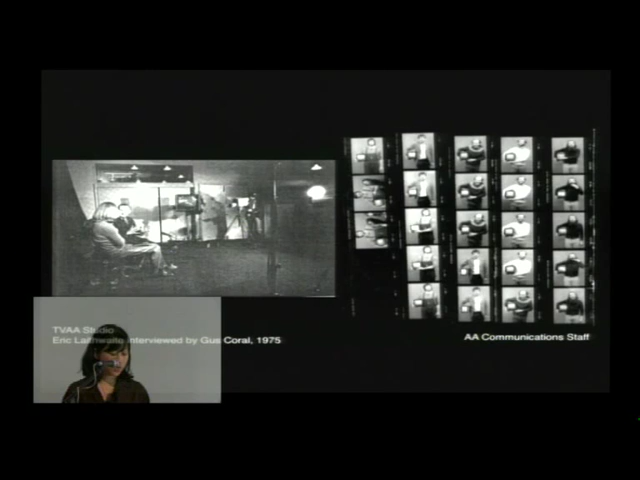 TVAA Studio
Eric Laithwaite interviewed by Gus Coral, 1975
AA Communications Staff